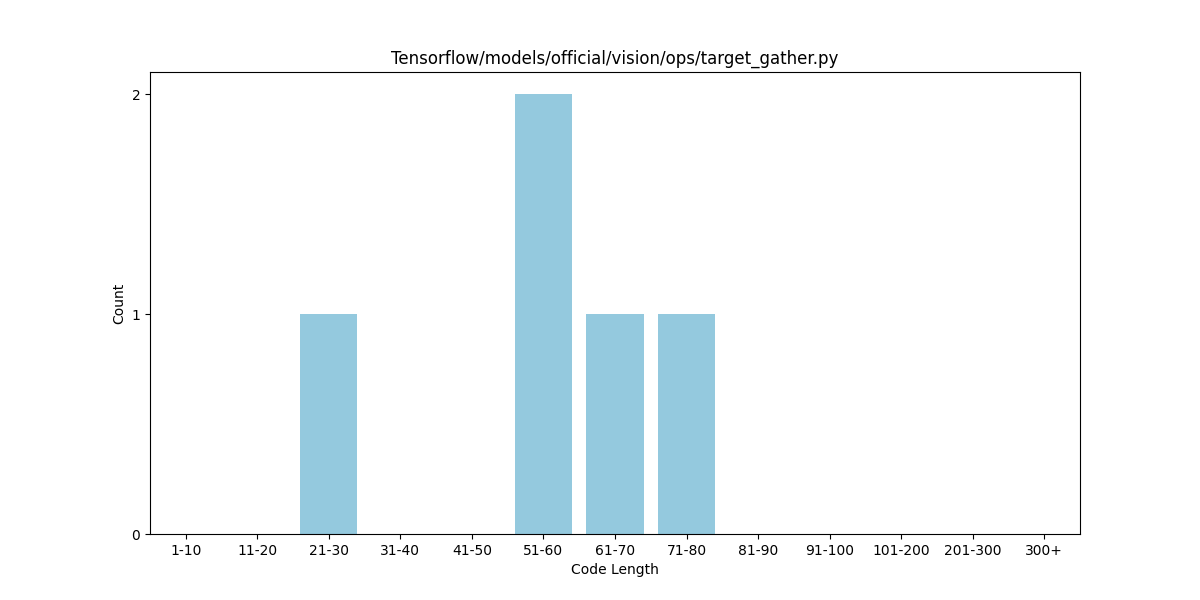 Tensorflow/models/official/vision/ops/target_gather.py
2
1
0
Count
1-10 11-20 21-30 31-40 41-50 51-60 61-70 71-80 81-90 91-100 101-200 201-300 300+
Code Length